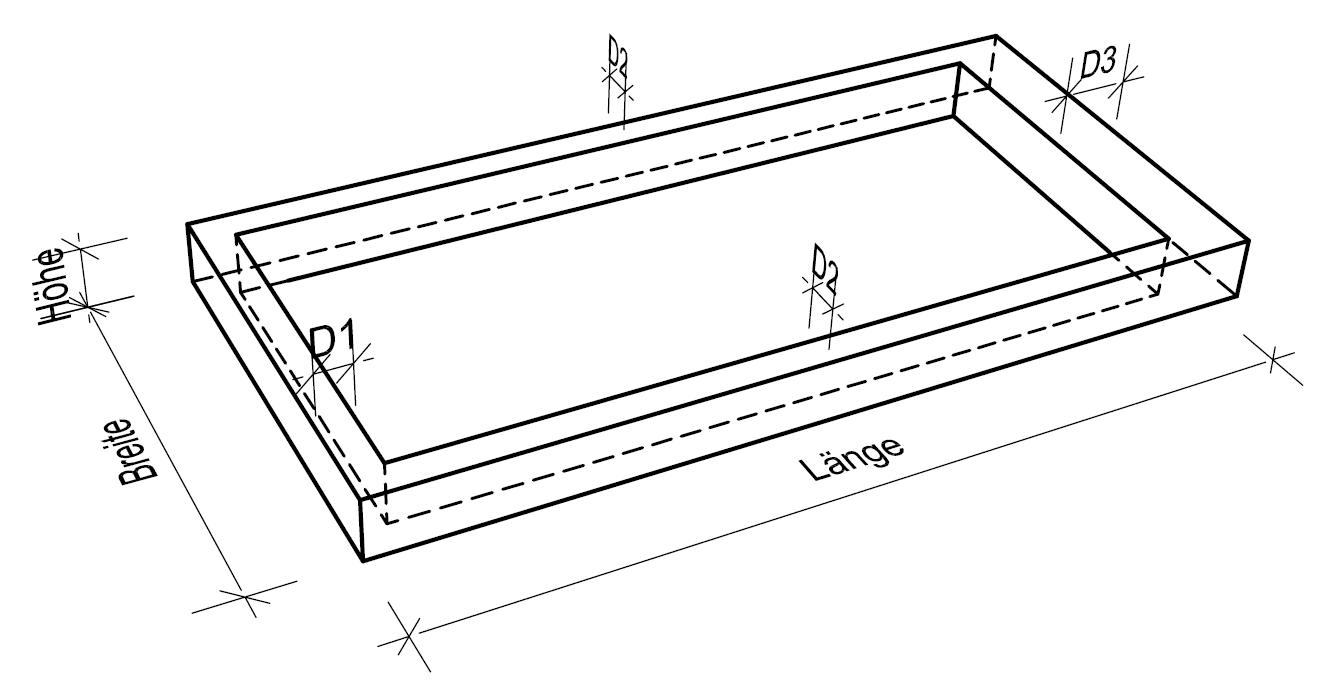 D2
D3
Höhe
D2
D1
Breite
Länge